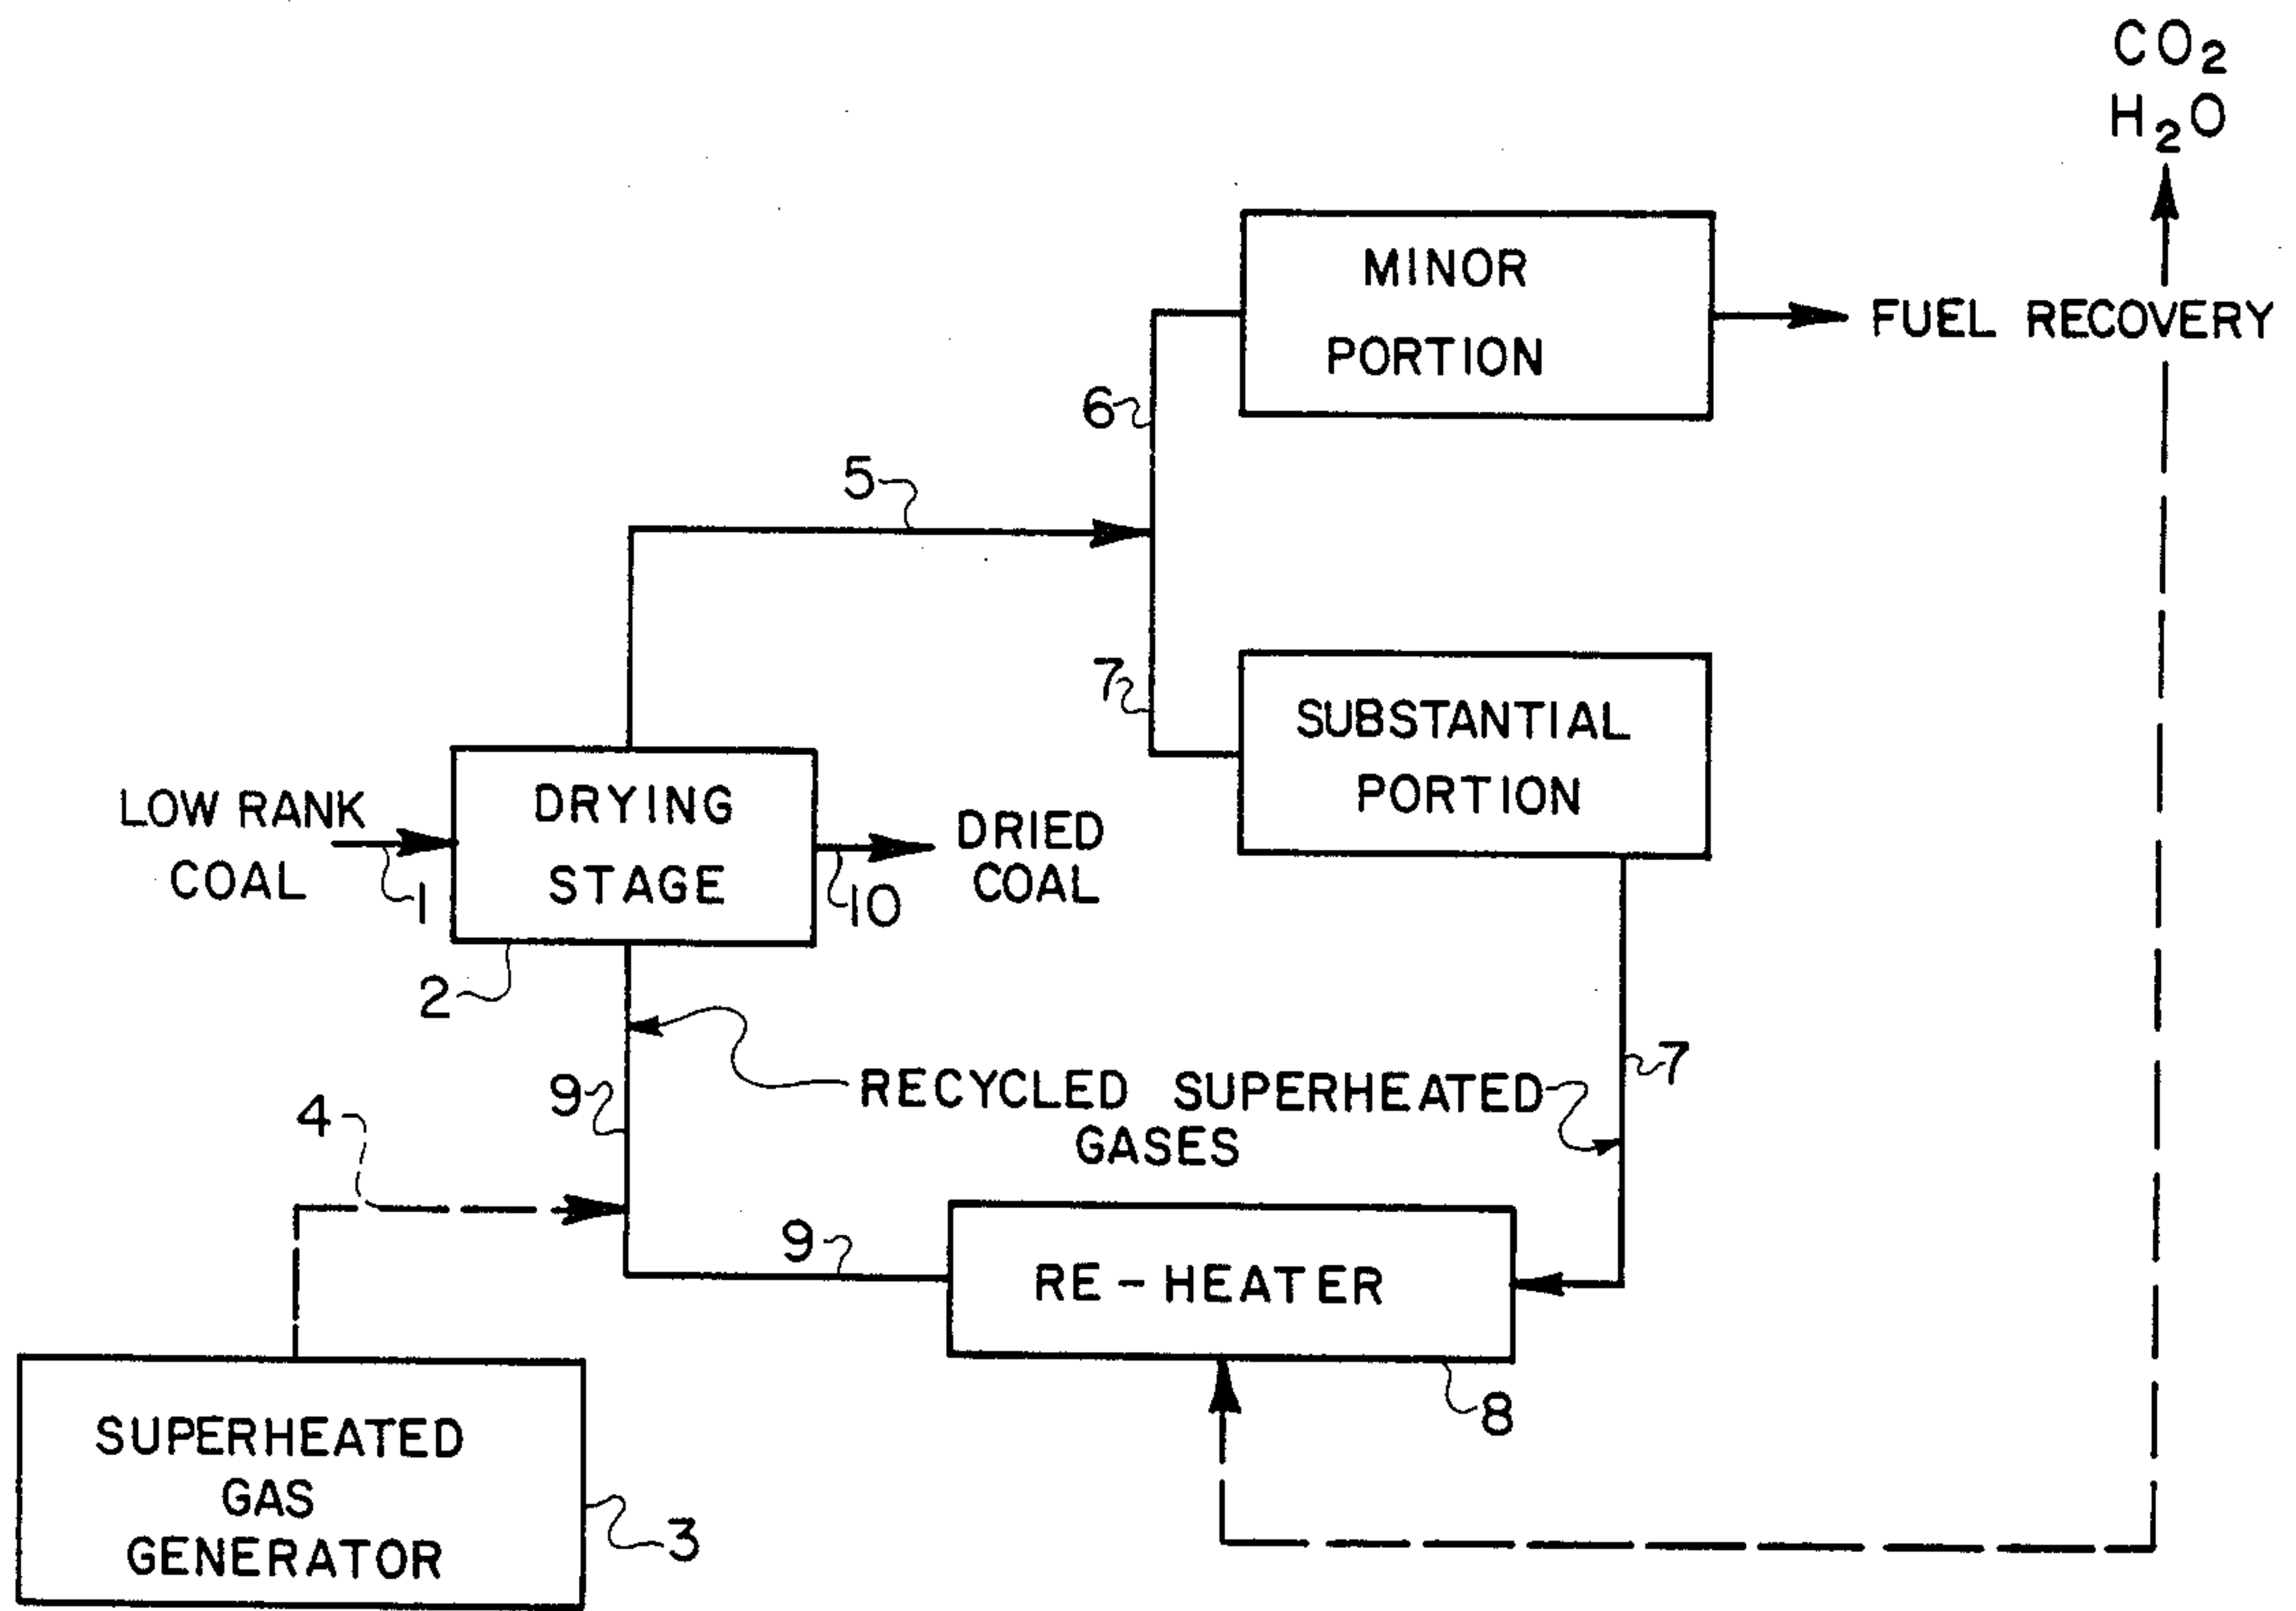 CO2
H2O
MINOR
PORTION
FUEL RECOVERY
6
5
7
SUBSTANTIAL
PORTION
LOW RANK
COAL
1
DRYING
STAGE
10
DRIED
COAL
2
9
RECYCLED SUPERHEATED
GASES
7
4
9
RE-HEATER
8
SUPERHEATED
GAS
GENERATOR
3